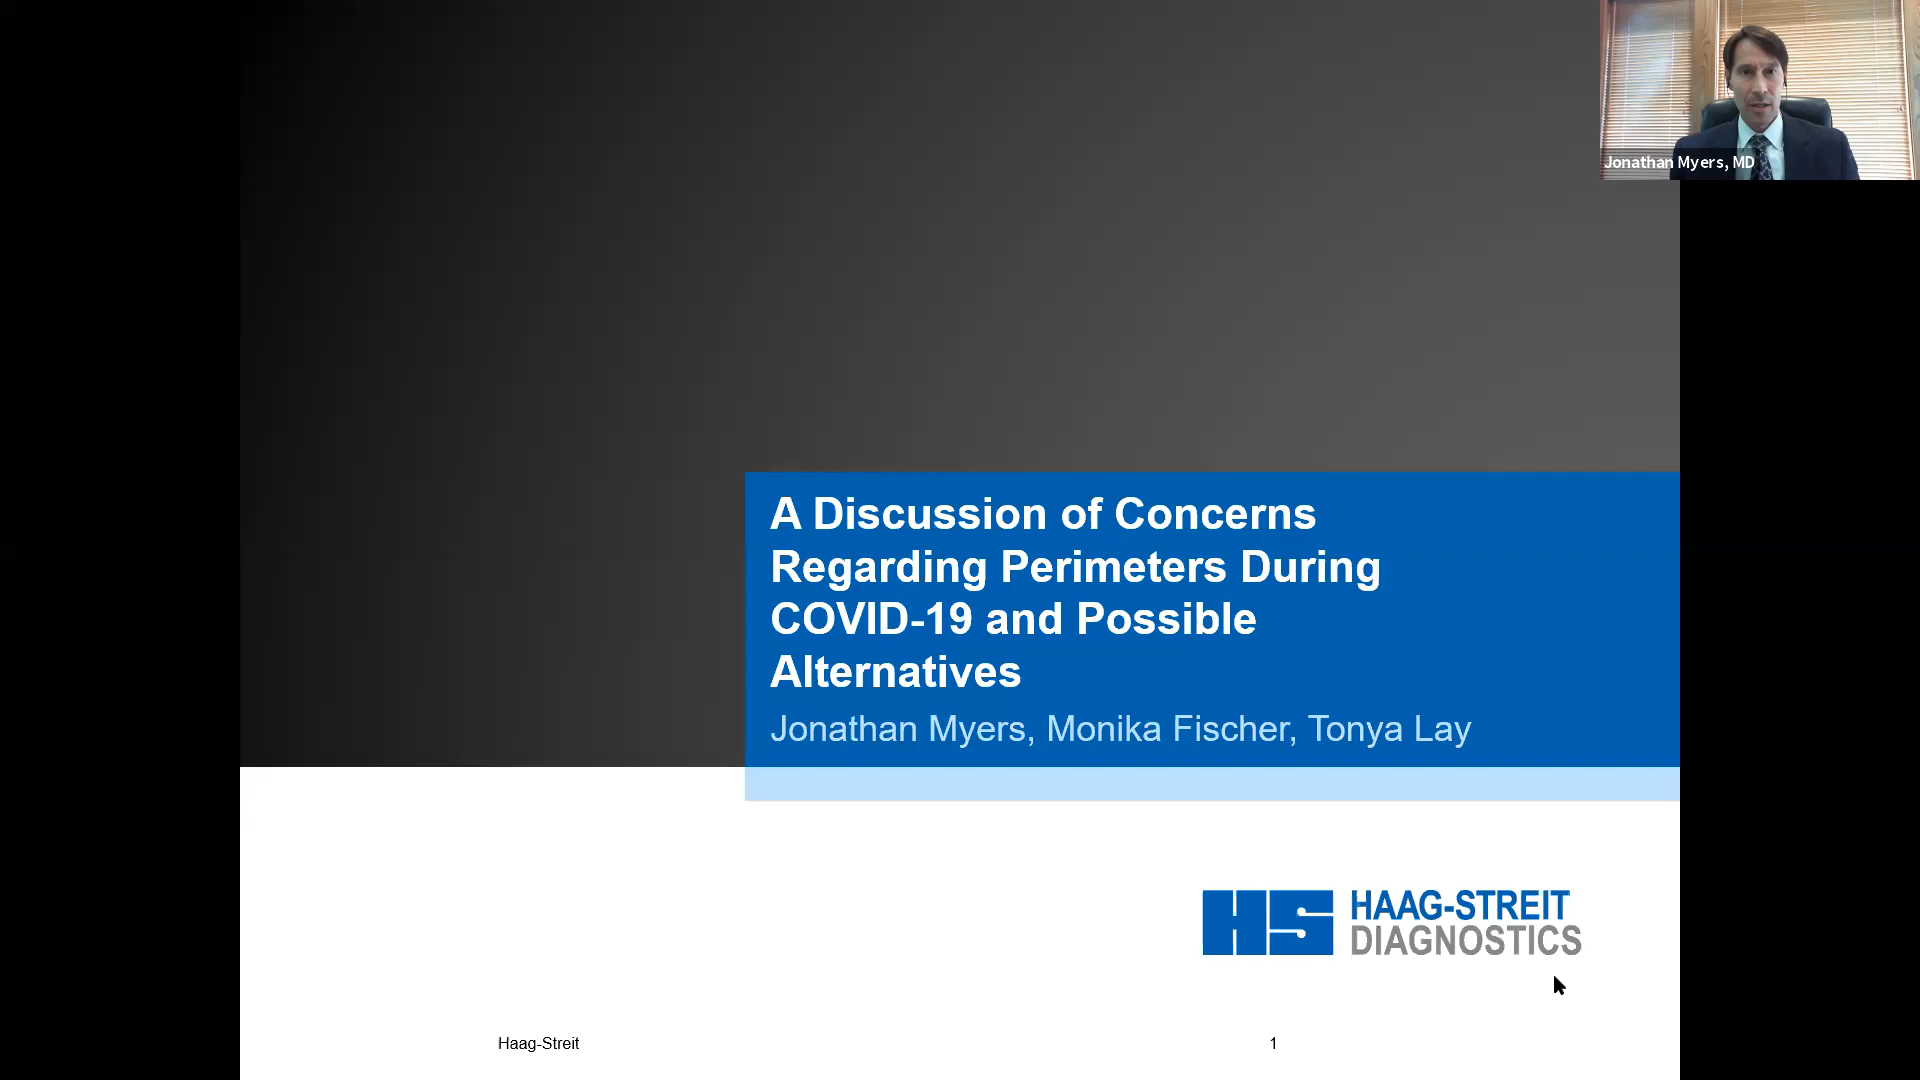 Jonathan Myers, MD
A Discussion of Concerns
Regarding Perimeters During
COVID-19 and Possible
Alternatives
Jonathan Myers, Monika Fischer, Tonya Lay
HS HAAG-STREIT
DIAGNOSTICS
Haag-Streit
1